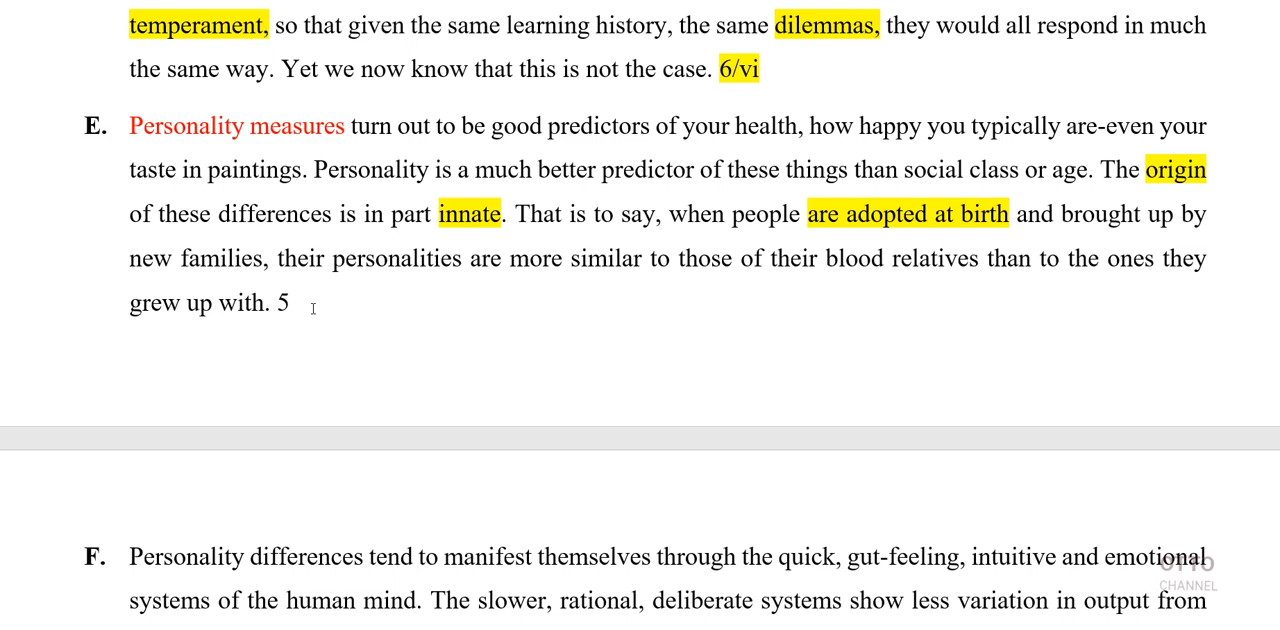 temperament, so that given the same learning history, the same dilemmas, they would all respond in much
the same way. Yet we now know that this is not the case. 6/vi
E. Personality measures turn out to be good predictors of your health, how happy you typically are-even your
taste in paintings. Personality is a much better predictor of these things than social class or age. The origin
of these differences is in part innate. That is to say, when people are adopted at birth and brought up by
new families, their personalities are more similar to those of their blood relatives than to the ones they
grew up with. 5
F. Personality differences tend to manifest themselves through the quick, gut-feeling, intuitive and emotional
OTTO
CHANNEL
systems of the human mind. The slower, rational, deliberate systems show less variation in output from